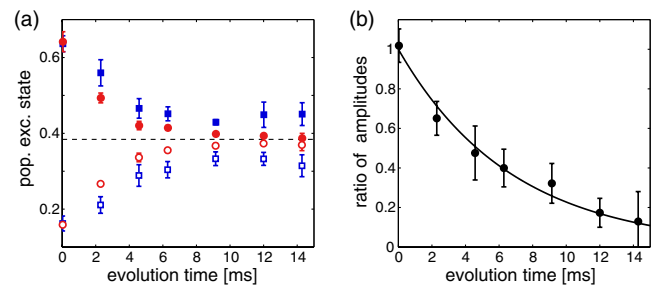 (a)
pop. exc. state
0.6
0.4
0.2
0 2 4 6 8 10 12 14
evolution time [ms]
(b)
ratio of amplitudes
1
0.8
0.6
0.4
0.2
0
0 2 4 6 8 10 12 14
evolution time [ms]